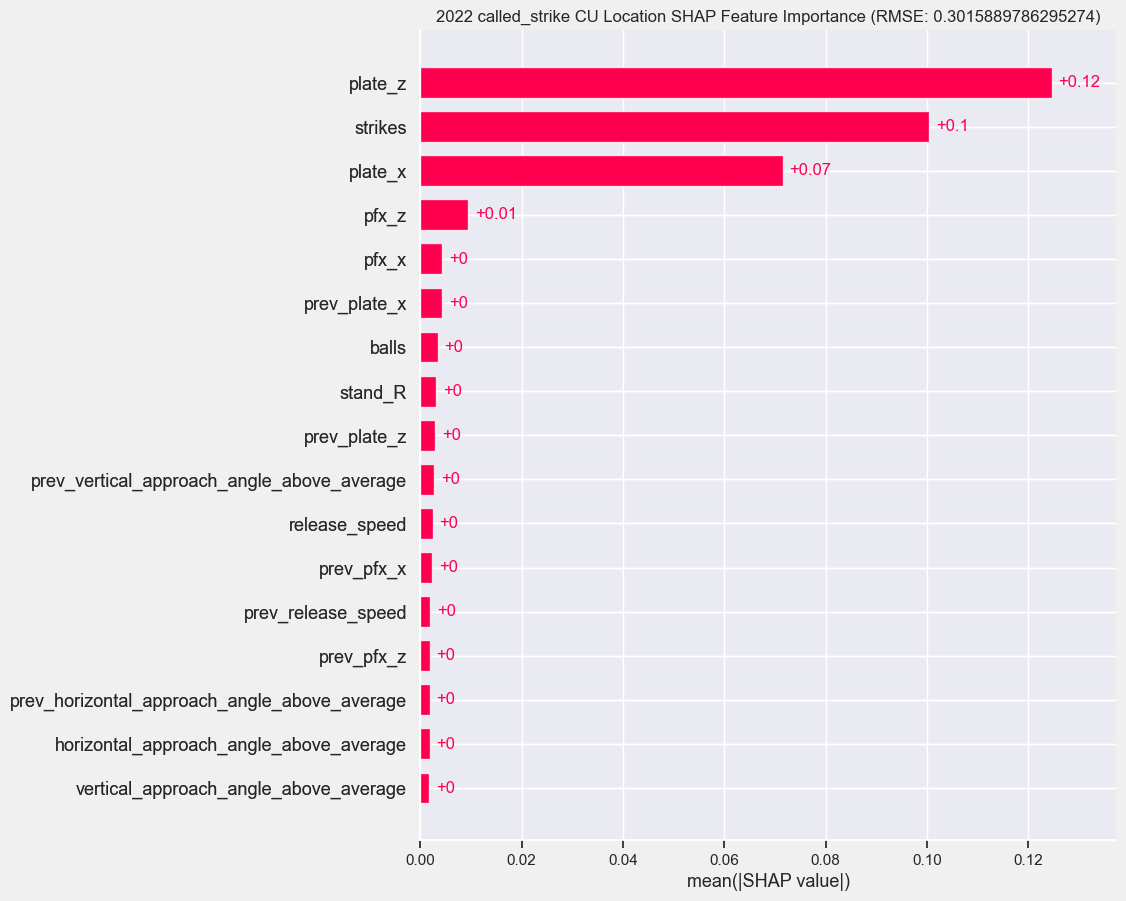 2022 called_strike CU Location SHAP Feature Importance (RMSE: 0.3015889786295274)
plate_z +0.12
strikes +0.1
plate_x +0.07
pfx_z +0.01
pfx_x +0
prev_plate_x +0
balls +0
stand_R +0
prev_plate_z +0
prev_vertical_approach_angle_above_average +0
release_speed +0
prev_pfx_x +0
prev_release_speed +0
prev_pfx_z +0
prev_horizontal_approach_angle_above_average +0
horizontal_approach_angle_above_average +0
vertical_approach_angle_above_average +0
0.00 0.02 0.04 0.06 0.08 0.10 0.12
mean(|SHAP value|)